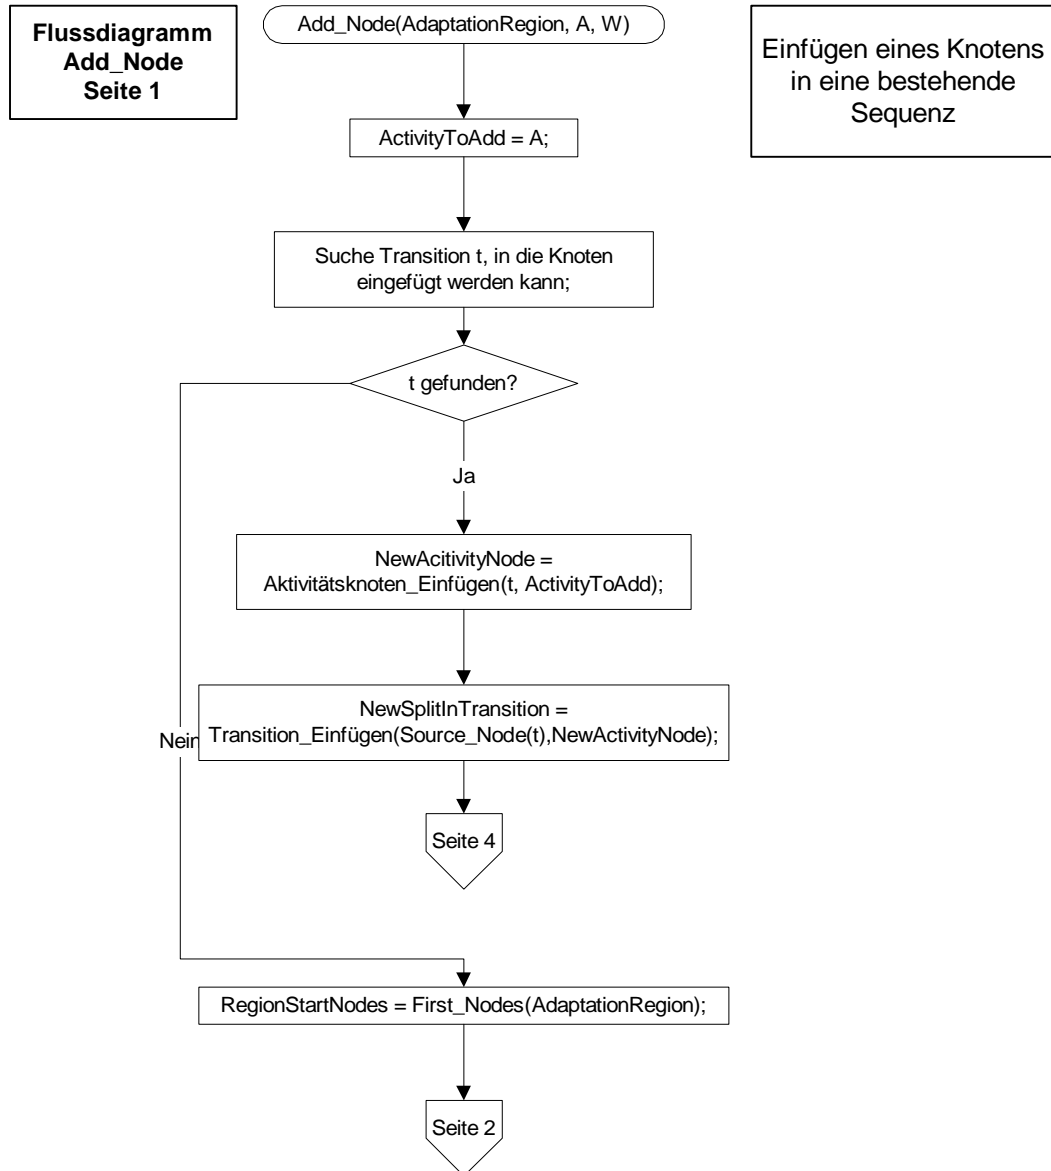 Flussdiagramm
Add_Node
Seite 1
Add_Node(AdaptationRegion, A, W)
Einfügen eines Knotens
in eine bestehende
Sequenz
ActivityToAdd = A;
Suche Transition t, in die Knoten
eingefügt werden kann;
t gefunden?
Ja
NewAcitivityNode =
Aktivitätsknoten_Einfügen(t, ActivityToAdd);
NewSplitInTransition =
Transition_Einfügen(Source_Node(t),NewActivityNode);
Nein
Seite 4
RegionStartNodes = First_Nodes(AdaptationRegion);
Seite 2